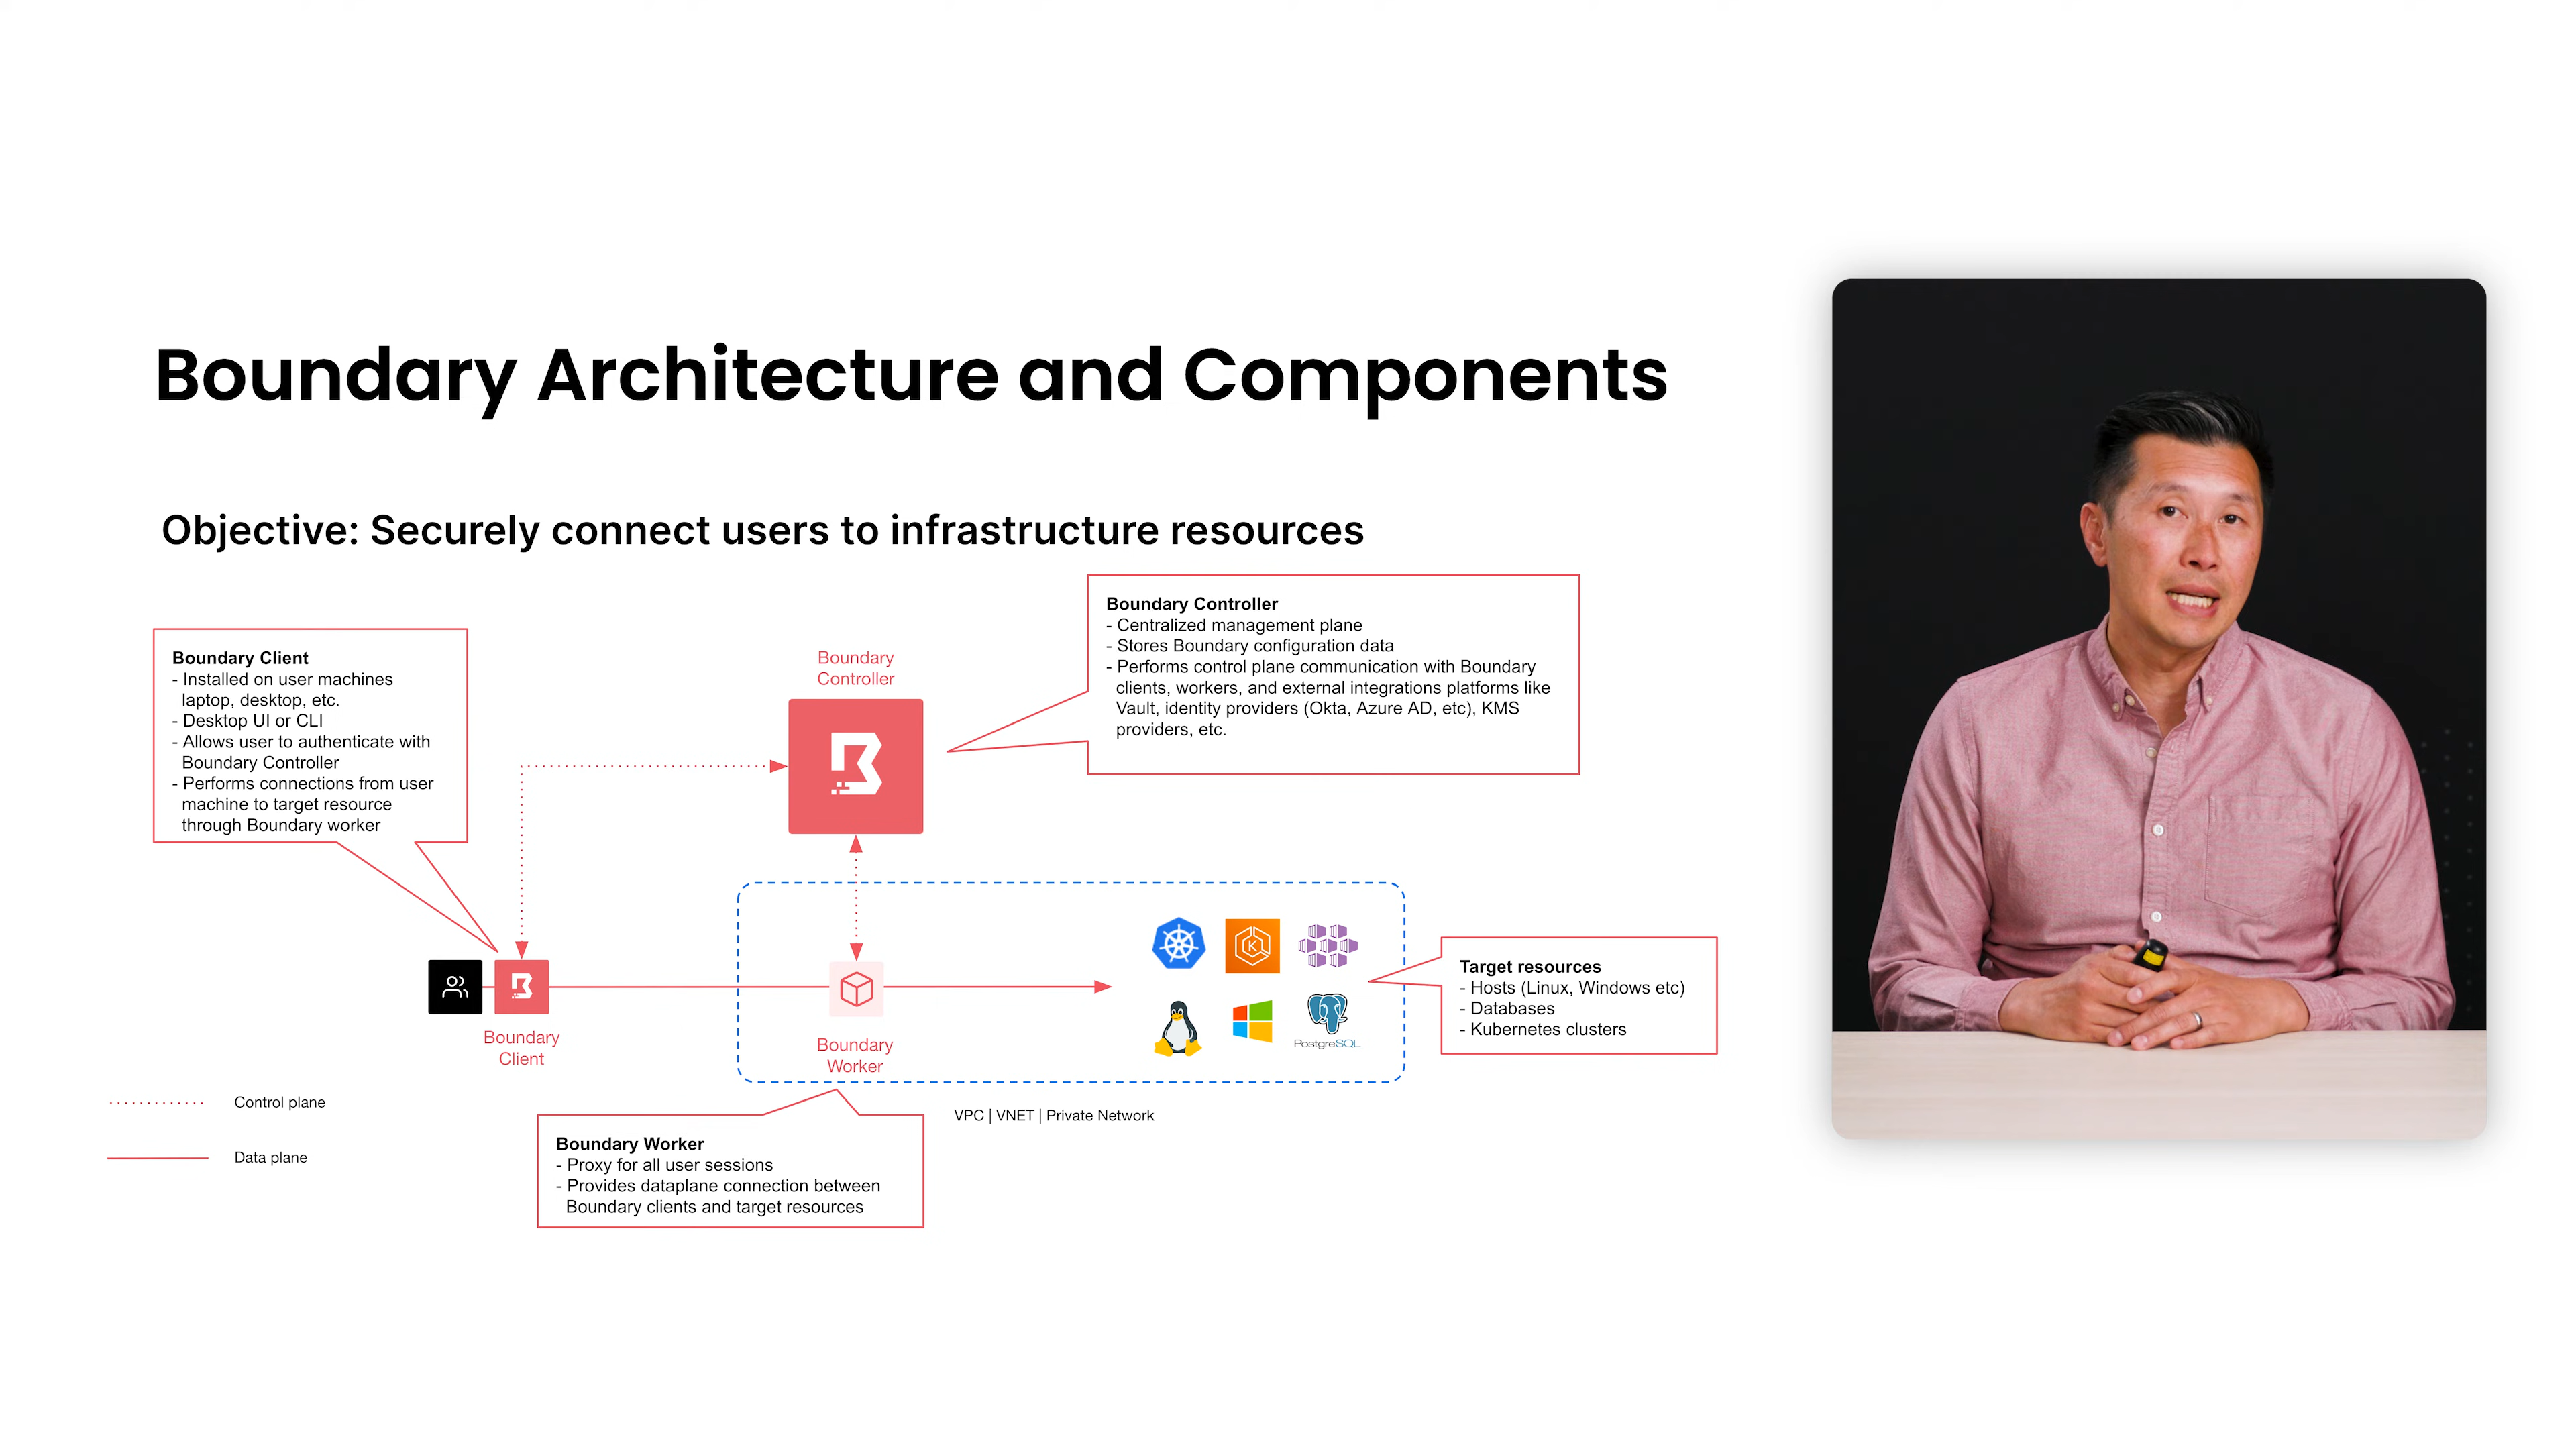 Boundary Architecture and Components
Objective: Securely connect users to infrastructure resources
Boundary Client
- Installed on user machines
laptop, desktop, etc.
- Desktop UI or CLI
- Allows user to authenticate with
Boundary Controller
- Performs connections from user
machine to target resource
through Boundary worker
Boundary
Controller
Boundary Controller
- Centralized management plane
- Stores Boundary configuration data
- Performs control plane communication with Boundary
clients, workers, and external integrations platforms like
Vault, identity providers (Okta, Azure AD, etc), KMS
providers, etc.
Boundary
Client
Boundary
Worker
K
PostgreSQL
Target resources
- Hosts (Linux, Windows etc)
- Databases
- Kubernetes clusters
Control plane
Data plane
VPC | VNET | Private Network
Boundary Worker
- Proxy for all user sessions
- Provides dataplane connection between
Boundary clients and target resources